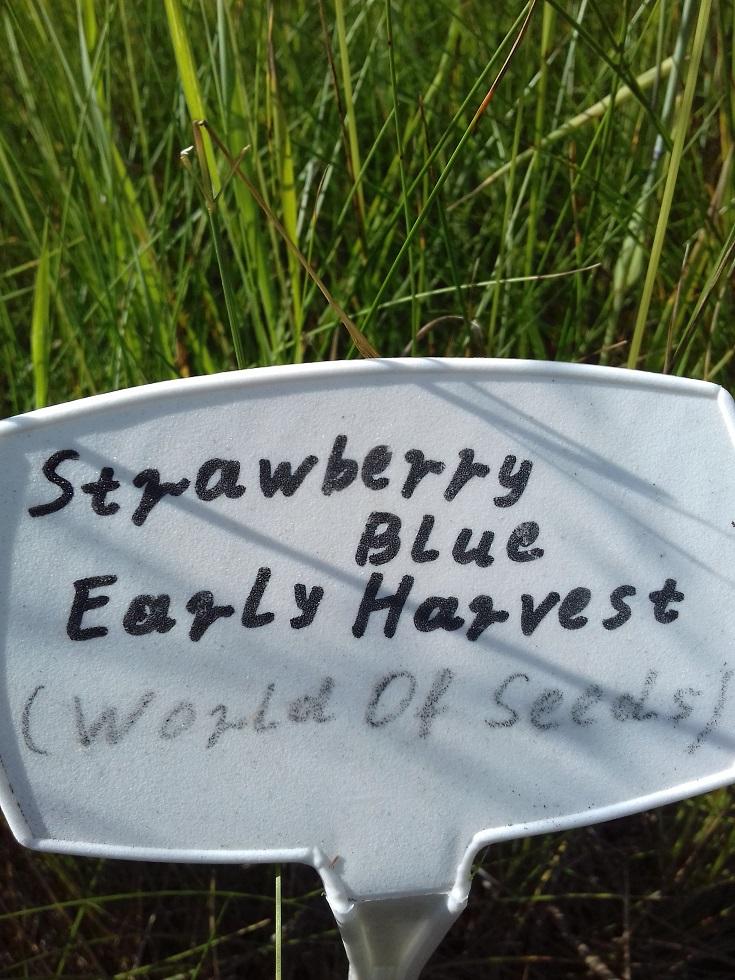 Strawberry
Blue
Early Harvest
(World Of Seeds)